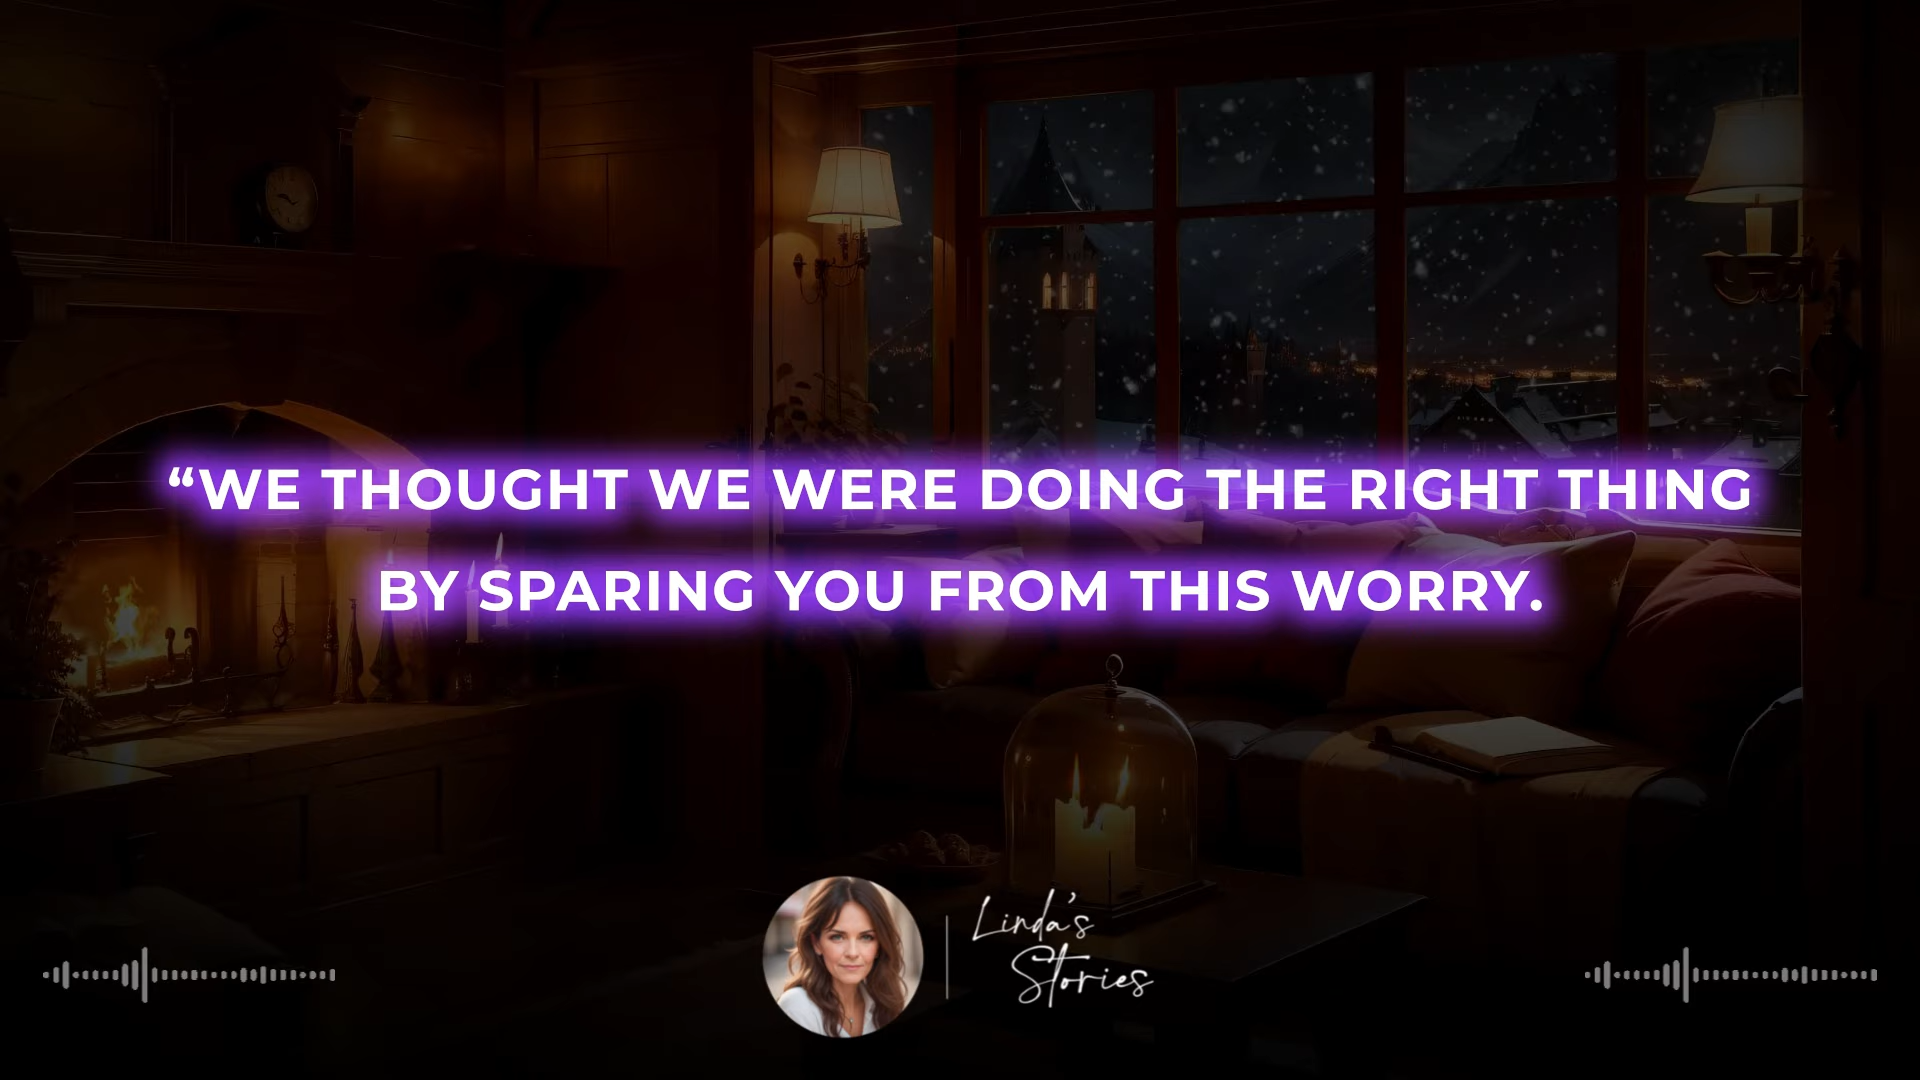 “WE THOUGHT WE WERE DOING THE RIGHT THING
BY SPARING YOU FROM THIS WORRY.
Linda's
Stories